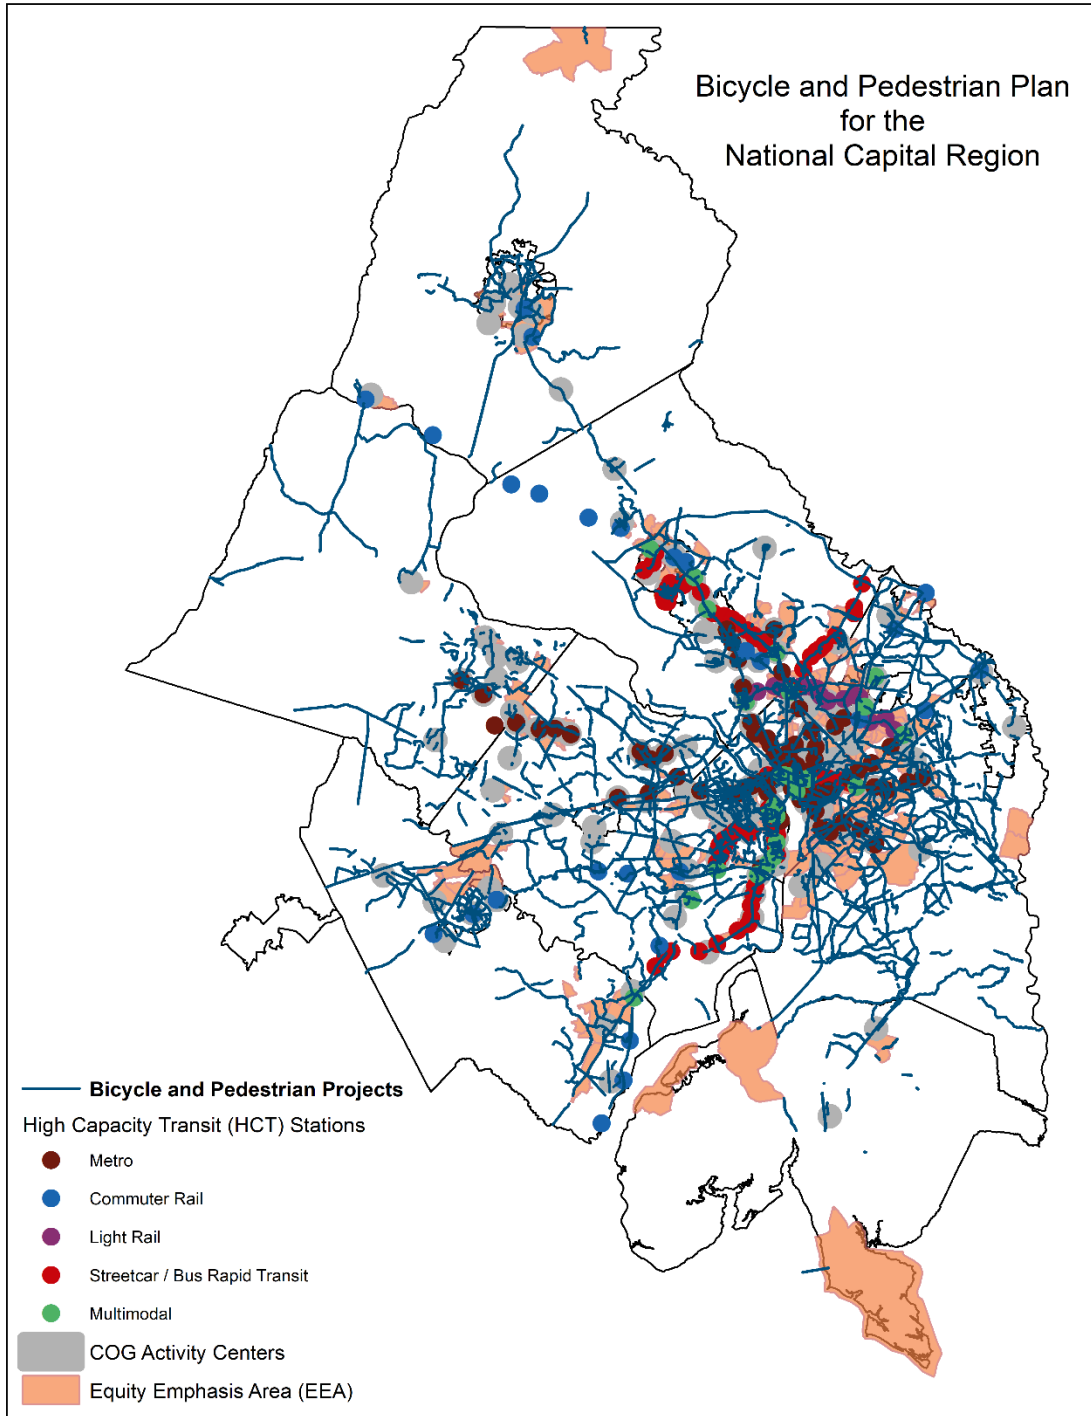 Bicycle and Pedestrian Plan
for the
National Capital Region
Bicycle and Pedestrian Projects
High Capacity Transit (HCT) Stations
Metro
Commuter Rail
Light Rail
Streetcar / Bus Rapid Transit
Multimodal
COG Activity Centers
Equity Emphasis Area (EEA)